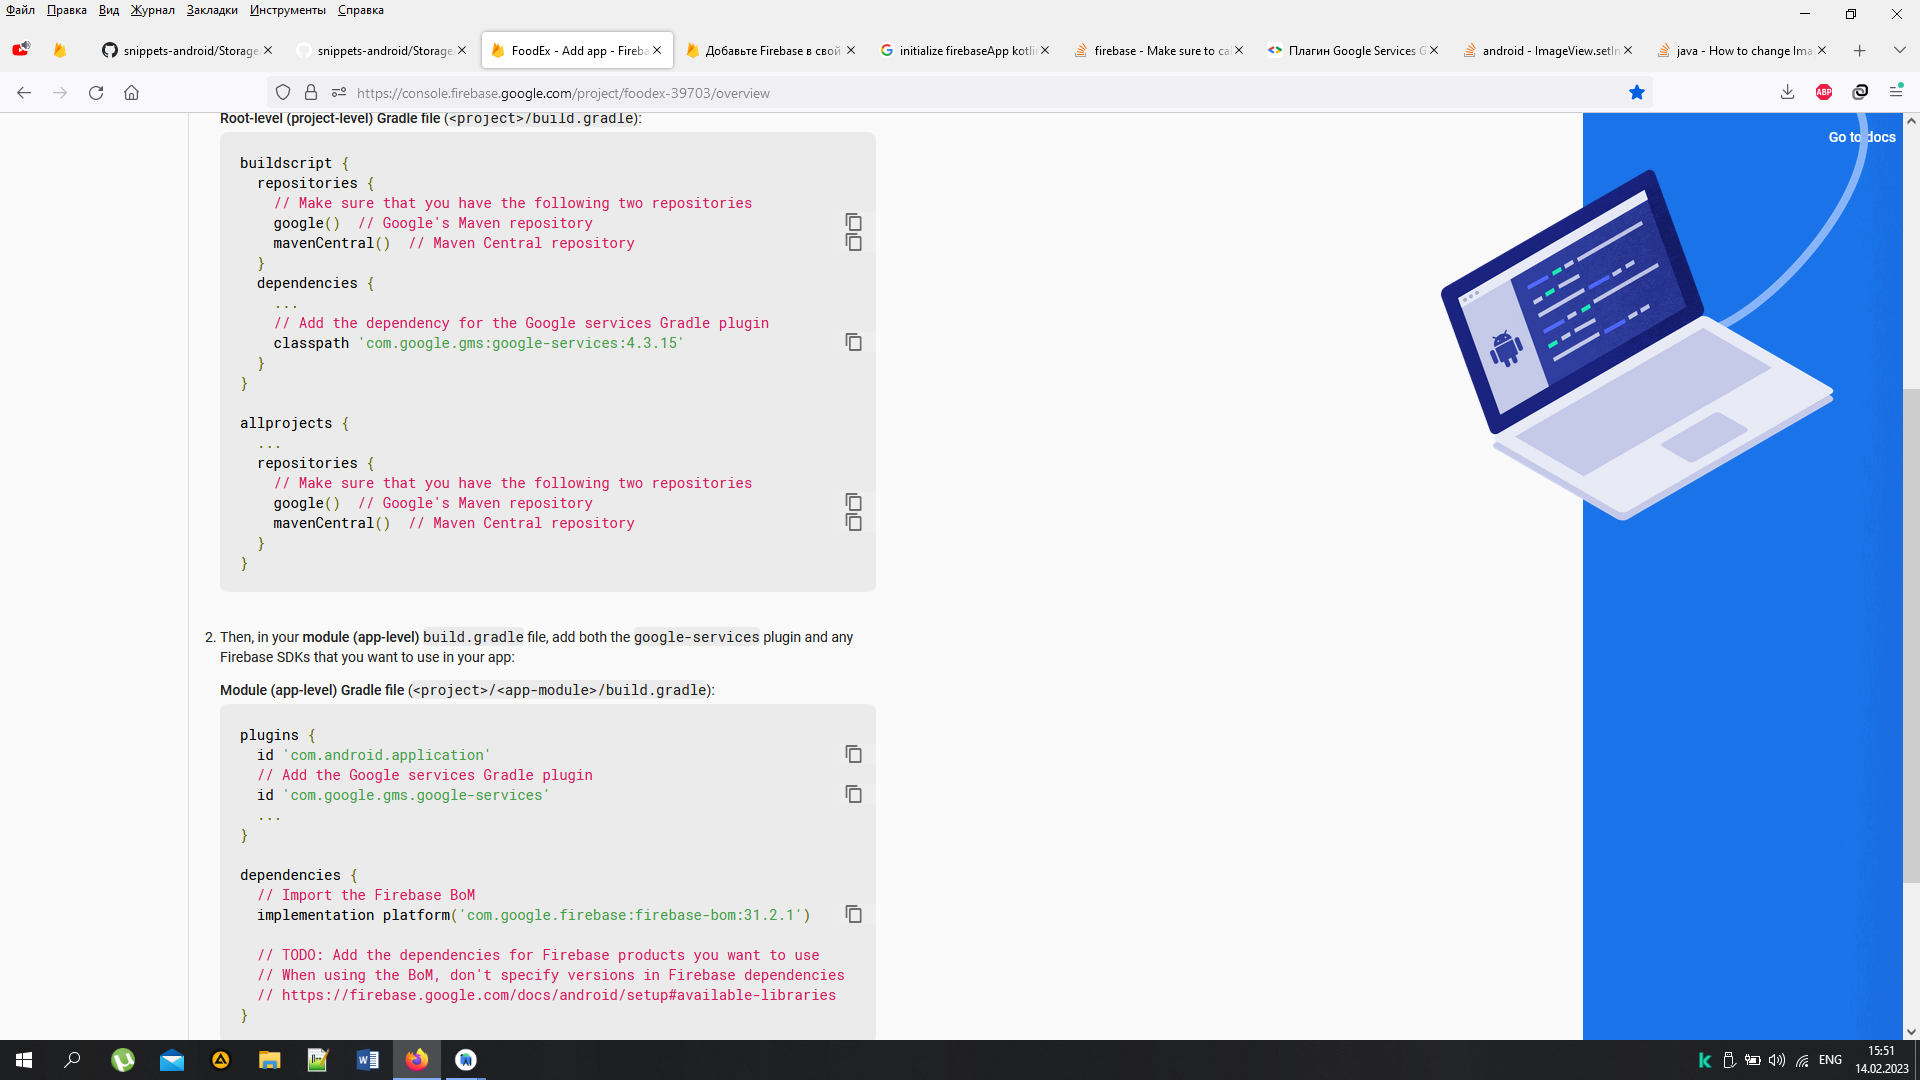 Файл Правка Вид Журнал Закладки Инструменты Справка
snippets-android/Storage
snippets-android/Storage
FoodEx - Add app - Fireba
Добавьте Firebase в свой
initialize firebaseApp kotli
firebase - Make sure to ca
Плагин Google Services G
android - ImageView.setIn
java - How to change Ima
https://console.firebase.google.com/project/foodex-39703/overview
ABP
Go to docs
Root-level (project-level) Gradle file (<project>/build.gradle):
buildscript {
repositories {
// Make sure that you have the following two repositories
google()  // Google's Maven repository
mavenCentral()  // Maven Central repository
}
dependencies {
...
// Add the dependency for the Google services Gradle plugin
classpath 'com.google.gms:google-services:4.3.15'
}
}
allprojects {
...
repositories {
// Make sure that you have the following two repositories
google()  // Google's Maven repository
mavenCentral()  // Maven Central repository
}
}
2. Then, in your module (app-level) build.gradle file, add both the google-services plugin and any
Firebase SDKs that you want to use in your app:
Module (app-level) Gradle file (<project>/<app-module>/build.gradle):
plugins {
id 'com.android.application'
// Add the Google services Gradle plugin
id 'com.google.gms.google-services'
...
}
dependencies {
// Import the Firebase BoM
implementation platform('com.google.firebase:firebase-bom:31.2.1')
// TODO: Add the dependencies for Firebase products you want to use
// When using the BoM, don't specify versions in Firebase dependencies
// https://firebase.google.com/docs/android/setup#available-libraries
}
ENG
15:51
14.02.2023